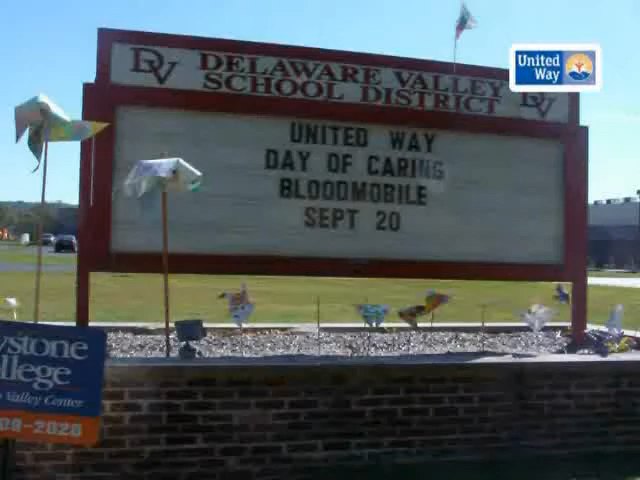 United
Way
DV DELAWARE VALLEY
SCHOOL DISTRICT DV
UNITED WAY
DAY OF CARING
BLOODMOBILE
SEPT 20
ystone
llege
Valley Center